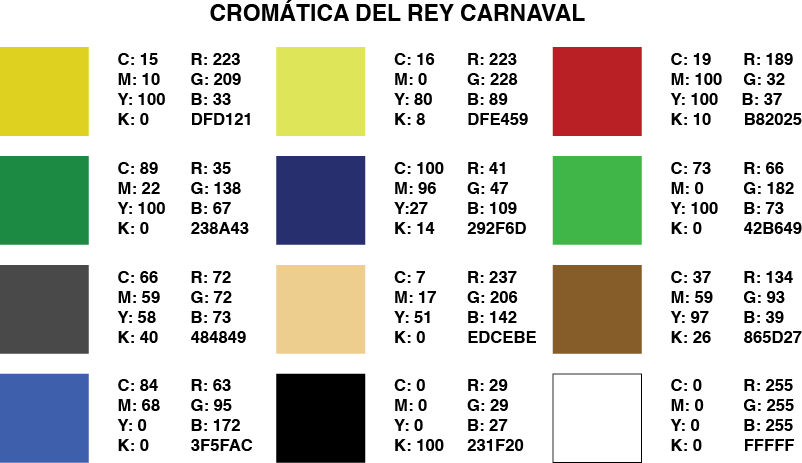 CROMÁTICA DEL REY CARNAVAL
C: 15 R: 223
M: 10 G: 209
Y: 100 B: 33
K: 0 DFD121
C: 16 R: 223
M: 0 G: 228
Y: 80 B: 89
K: 8 DFE459
C: 19 R: 189
M: 100 G: 32
Y: 100 B: 37
K: 10 B82025
C: 89 R: 35
M: 22 G: 138
Y: 100 B: 67
K: 0 238A43
C: 100 R: 41
M: 96 G: 47
Y:27 B: 109
K: 14 292F6D
C: 73 R: 66
M: 0 G: 182
Y: 100 B: 73
K: 0 42B649
C: 66 R: 72
M: 59 G: 72
Y: 58 B: 73
K: 40 484849
C: 7 R: 237
M: 17 G: 206
Y: 51 B: 142
K: 0 EDCEBE
C: 37 R: 134
M: 59 G: 93
Y: 97 B: 39
K: 26 865D27
C: 84 R: 63
M: 68 G: 95
Y: 0 B: 172
K: 0 3F5FAC
C: 0 R: 29
M: 0 G: 29
Y: 0 B: 27
K: 100 231F20
C: 0 R: 255
M: 0 G: 255
Y: 0 B: 255
K: 0 FFFFF